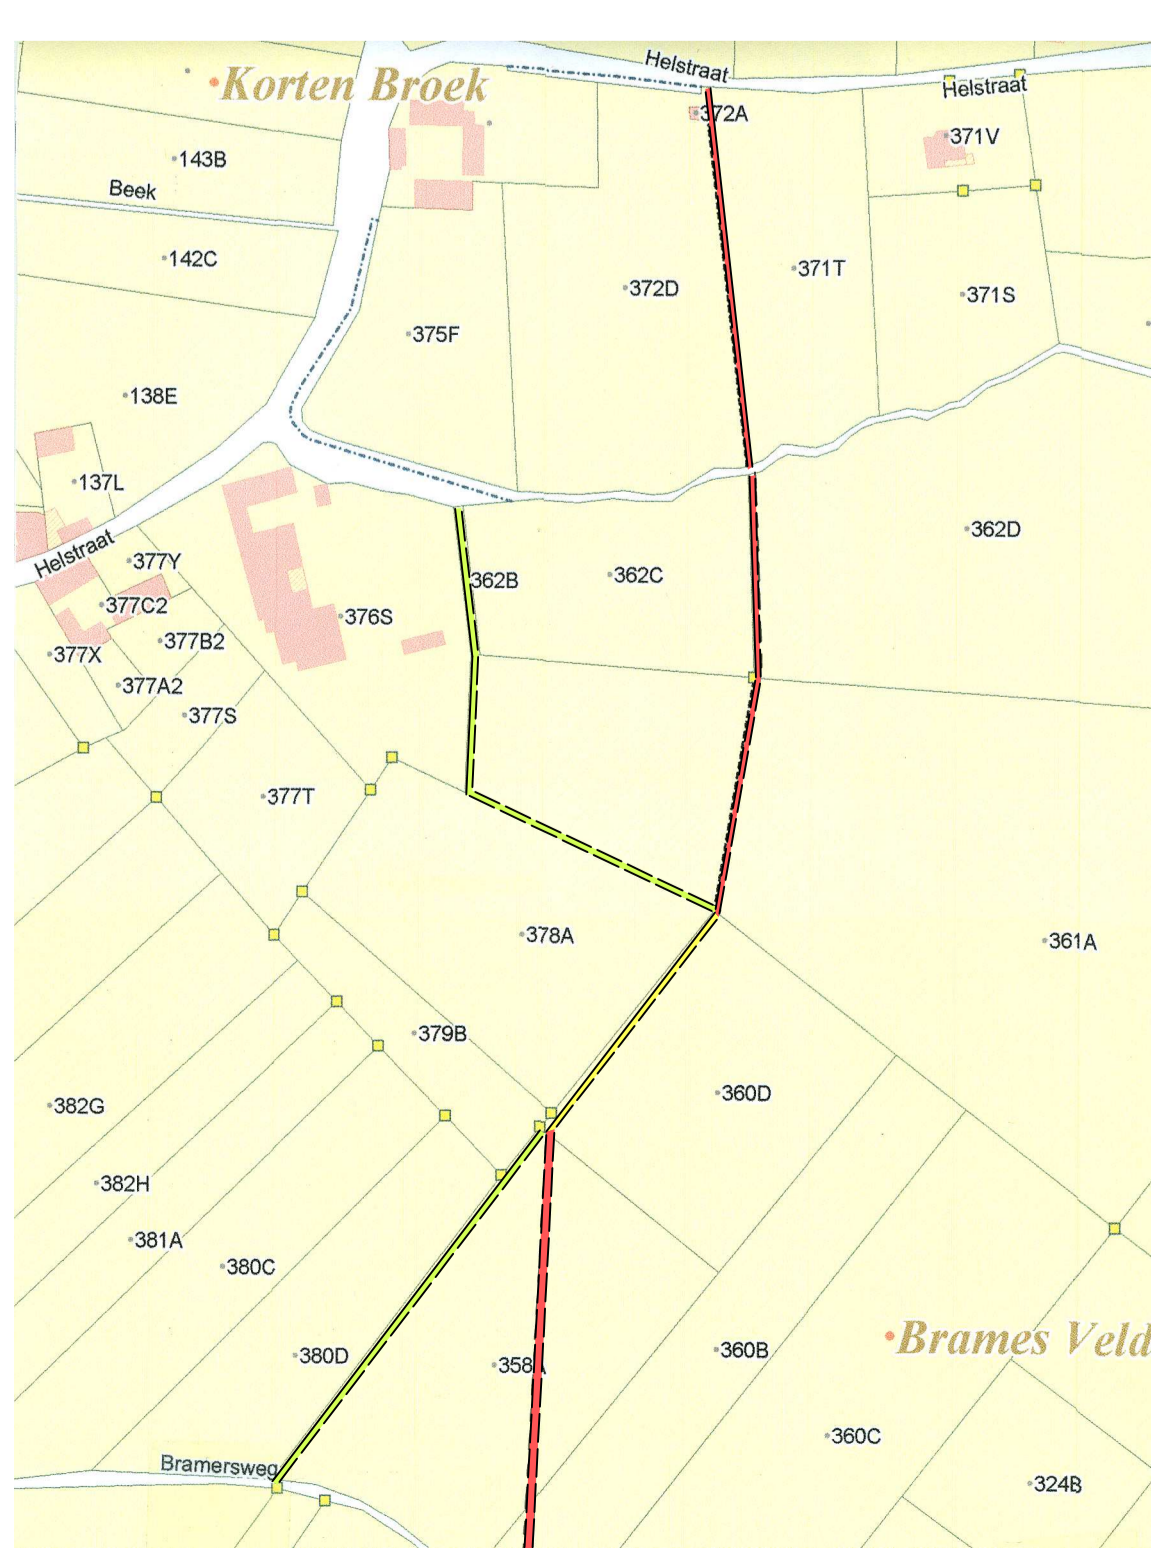 Helstraat
Korten Broek
Helstraat
372A
371V
143B
Beek
142C
371T
372D
371S
375F
138E
137L
362D
Helstraat
377Y
362B
362C
377C2
376S
377B2
377X
377A2
377S
377T
378A
361A
379B
360D
382G
382H
381A
380C
Brames Veld
360B
380D
358A
360C
Bramersweg
324B